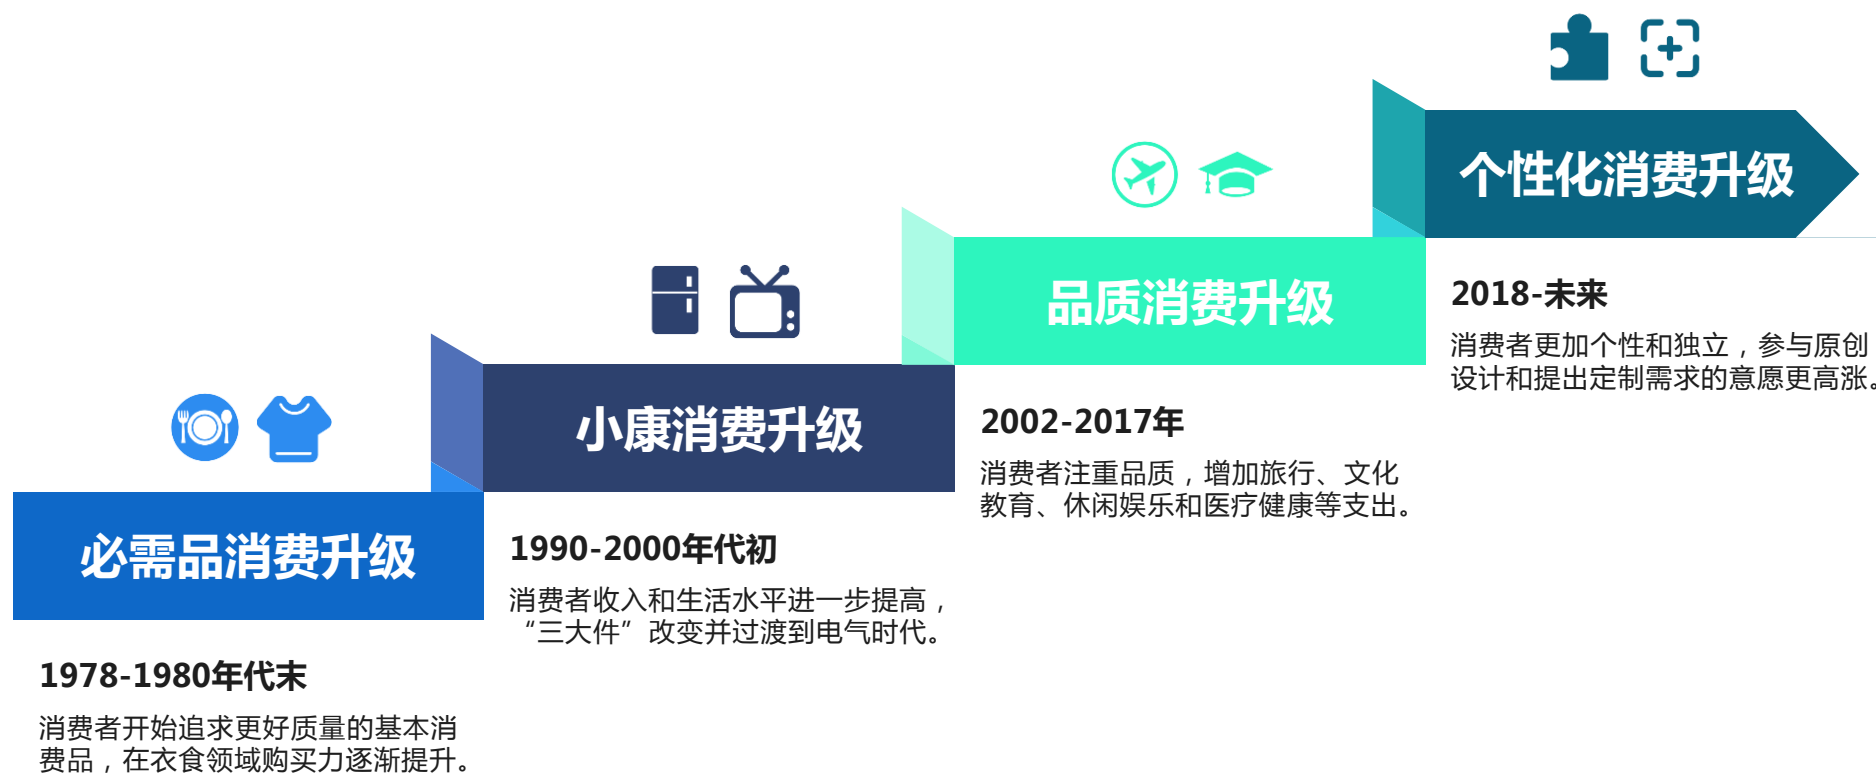 必需品消费升级
1978-1980年代末
消费者开始追求更好质量的基本消
费品，在衣食领域购买力逐渐提升。
小康消费升级
1990-2000年代初
消费者收入和生活水平进一步提高，
“三大件”改变并过渡到电气时代。
品质消费升级
2002-2017年
消费者注重品质，增加旅行、文化
教育、休闲娱乐和医疗健康等支出。
个性化消费升级
2018-未来
消费者更加个性和独立，参与原创
设计和提出定制需求的意愿更高涨。